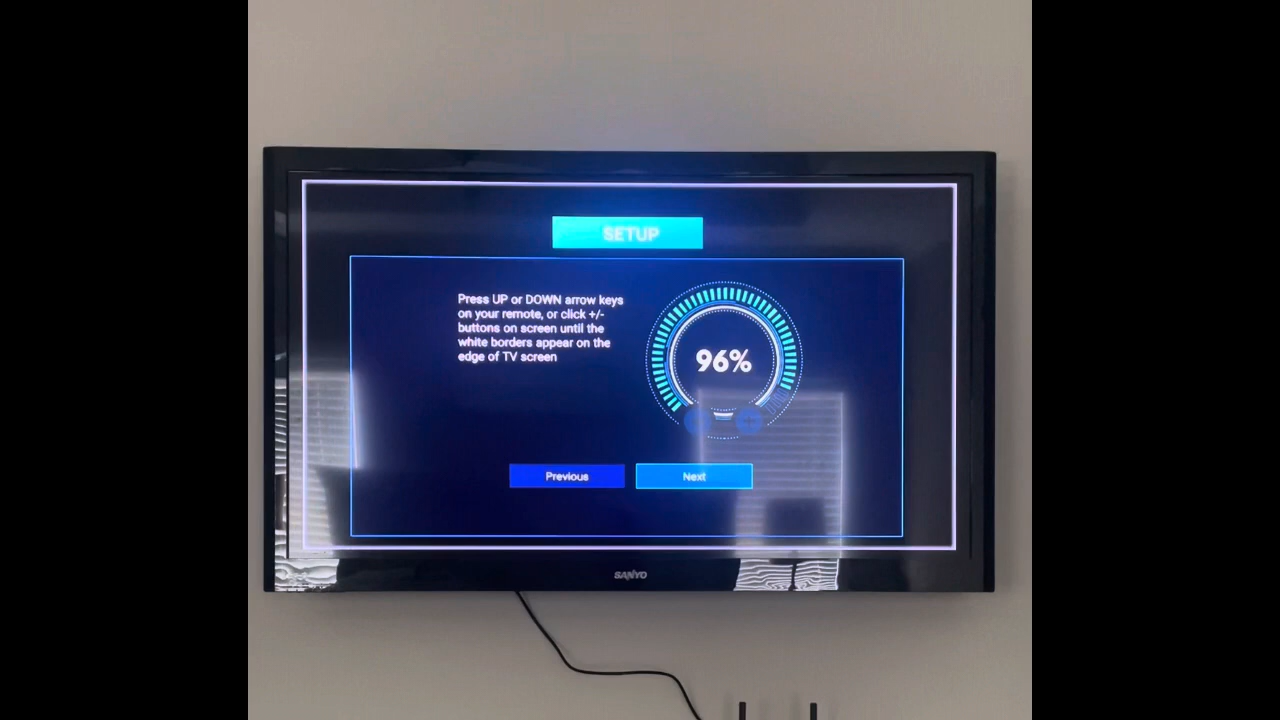 SETUP
Press UP or DOWN arrow keys
on your remote, or click +/-
buttons on screen until the
white borders appear on the
edge of TV screen
96%
Previous
Next
SANYO